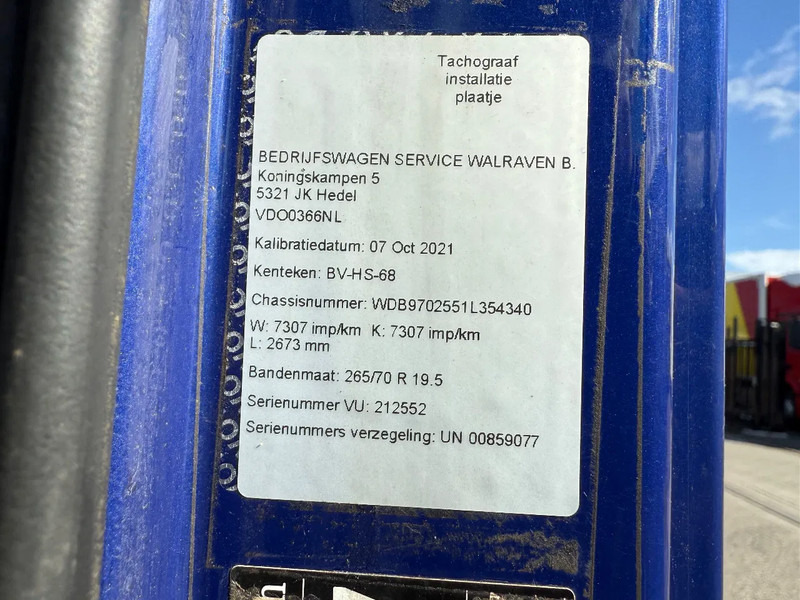 Tachograaf
installatie
plaatje
BEDRIJFSWAGEN SERVICE WALRAVEN B.
Koningskampen 5
5321 JK Hedel
VDO0366NL
Kalibratiedatum: 07 Oct 2021
Kenteken: BV-HS-68
Chassisnummer: WDB9702551L354340
W: 7307 imp/km K: 7307 imp/km
L: 2673 mm
Bandenmaat: 265/70 R 19.5
Serienummer VU: 212552
Serienummers verzegeling: UN 00859077